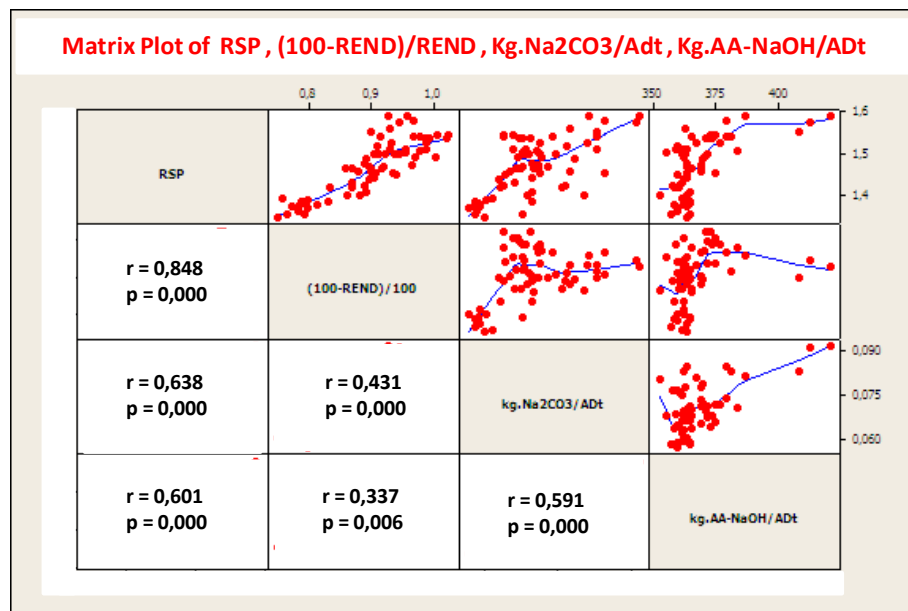 Matrix Plot of RSP , (100-REND)/REND , Kg.Na2CO3/Adt , Kg.AA-NaOH/ADt
0,8 0,9 1,0 350 375 400
RSP
1,6
1,5
1,4
r = 0,848
p = 0,000
(100-REND)/100
r = 0,638
p = 0,000
r = 0,431
p = 0,000
kg.Na2CO3/ADt
0,090
0,075
0,060
r = 0,601
p = 0,000
r = 0,337
p = 0,006
r = 0,591
p = 0,000
kg.AA-NaOH/ADt